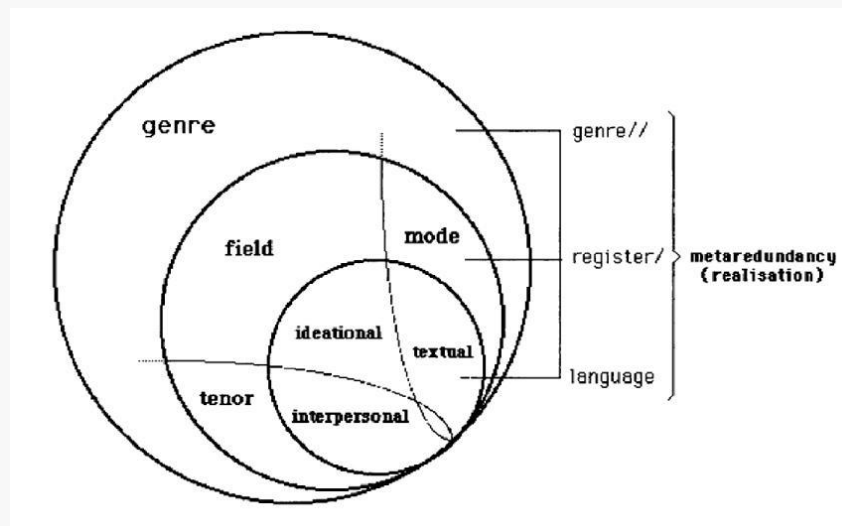 genre
genre//
field
mode
register/
metaredundancy
(realisation)
ideational
textual
language
tenor
interpersonal